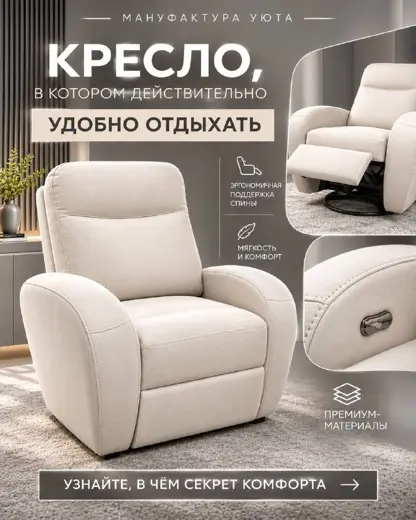 МАНУФАКТУРА УЮТА
КРЕСЛО,
В КОТОРОМ ДЕЙСТВИТЕЛЬНО
УДОБНО ОТДЫХАТЬ
ЭРГОНОМИЧНАЯ
ПОДДЕРЖКА
СПИНЫ
МЯГКОСТЬ
И КОМФОРТ
ПРЕМИУМ-
МАТЕРИАЛЫ
УЗНАЙТЕ, В ЧЁМ СЕКРЕТ КОМФОРТА →